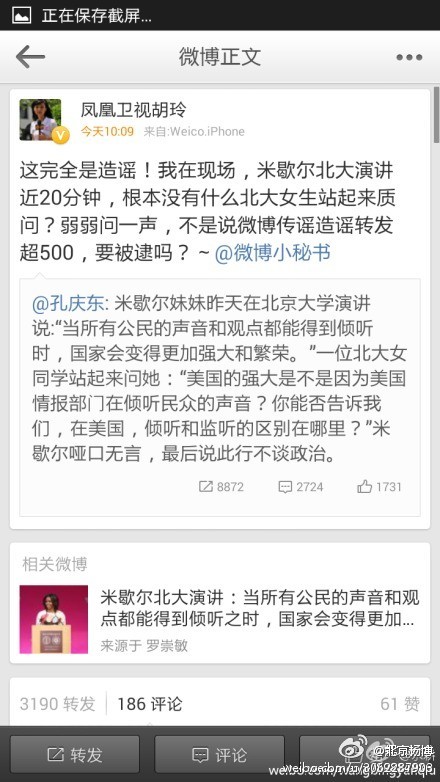 正在保存截屏...
微博正文
凤凰卫视胡玲
今天10:09 来自:Weico.iPhone
这完全是造谣！我在现场，米歇尔北大演讲
近20分钟，根本没有什么北大女生站起来质
问？弱弱问一声，不是说微博传谣造谣转发
超500，要被逮吗？~ @微博小秘书
@孔庆东: 米歇尔妹妹昨天在北京大学演讲
说:“当所有公民的声音和观点都能得到倾听
时，国家会变得更加强大和繁荣。”一位北大女
同学站起来问她：“美国的强大是不是因为美国
情报部门在倾听民众的声音？你能否告诉我
们，在美国，倾听和监听的区别在哪里？”米
歇尔哑口无言，最后说此行不谈政治。
8872 2724 1731
相关微博
米歇尔北大演讲：当所有公民的声音和观
点都能得到倾听之时，国家会变得更加...
来源于 罗崇敏
3190 转发 186 评论 61 赞
转发 评论
@北京杨博